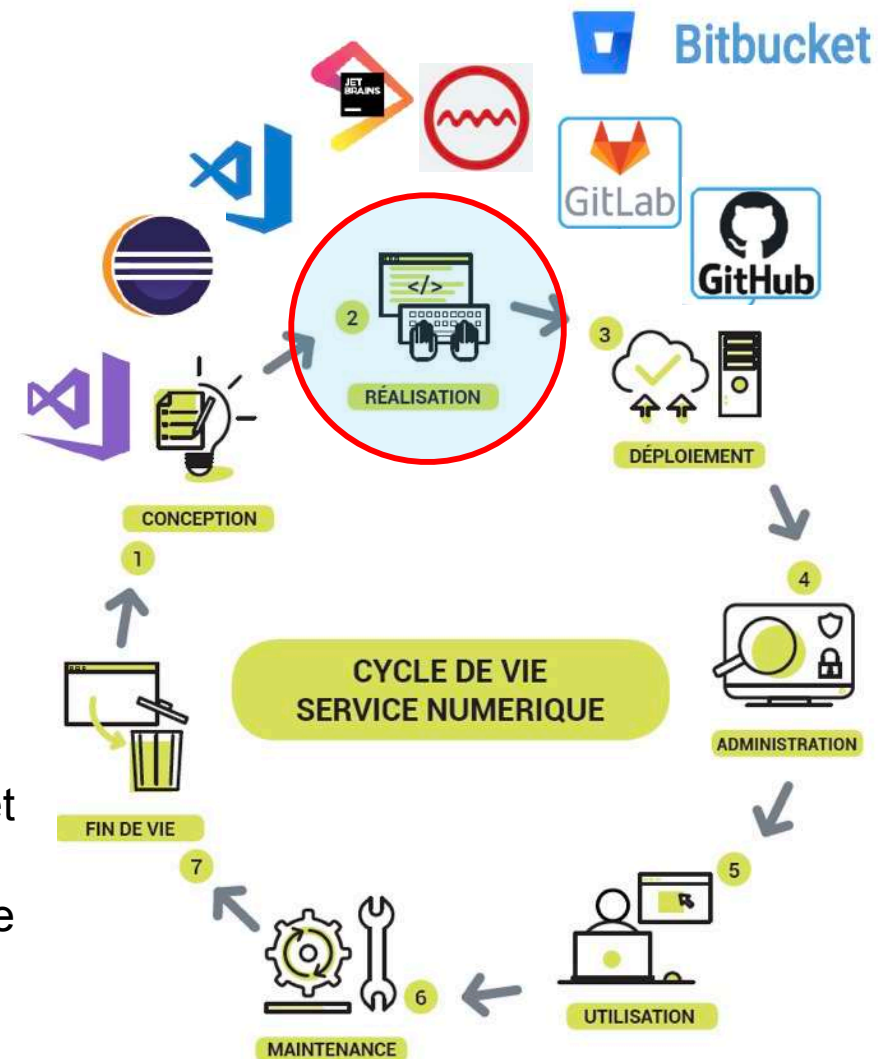 Bitbucket
JET
BRAINS
GitLab
GitHub
</>
2
RÉALISATION
3
DÉPLOIEMENT
CONCEPTION
1
4
CYCLE DE VIE
SERVICE NUMERIQUE
ADMINISTRATION
et
FIN DE VIE
7
e
5
6
UTILISATION
MAINTENANCE